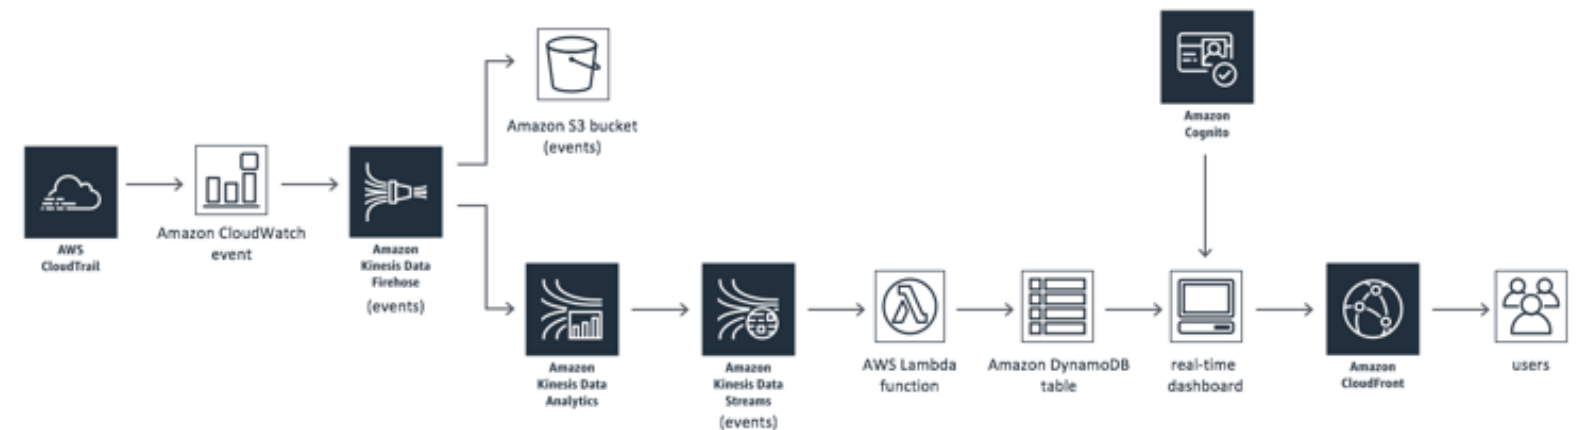 AWS
CloudTrail
Amazon CloudWatch
event
Amazon
Kinesis Data
Firehose
(events)
Amazon S3 bucket
(events)
Amazon
Kinesis Data
Analytics
Amazon
Kinesis Data
Streams
(events)
AWS Lambda
function
Amazon DynamoDB
table
Amazon
Cognito
real-time
dashboard
Amazon
CloudFront
users